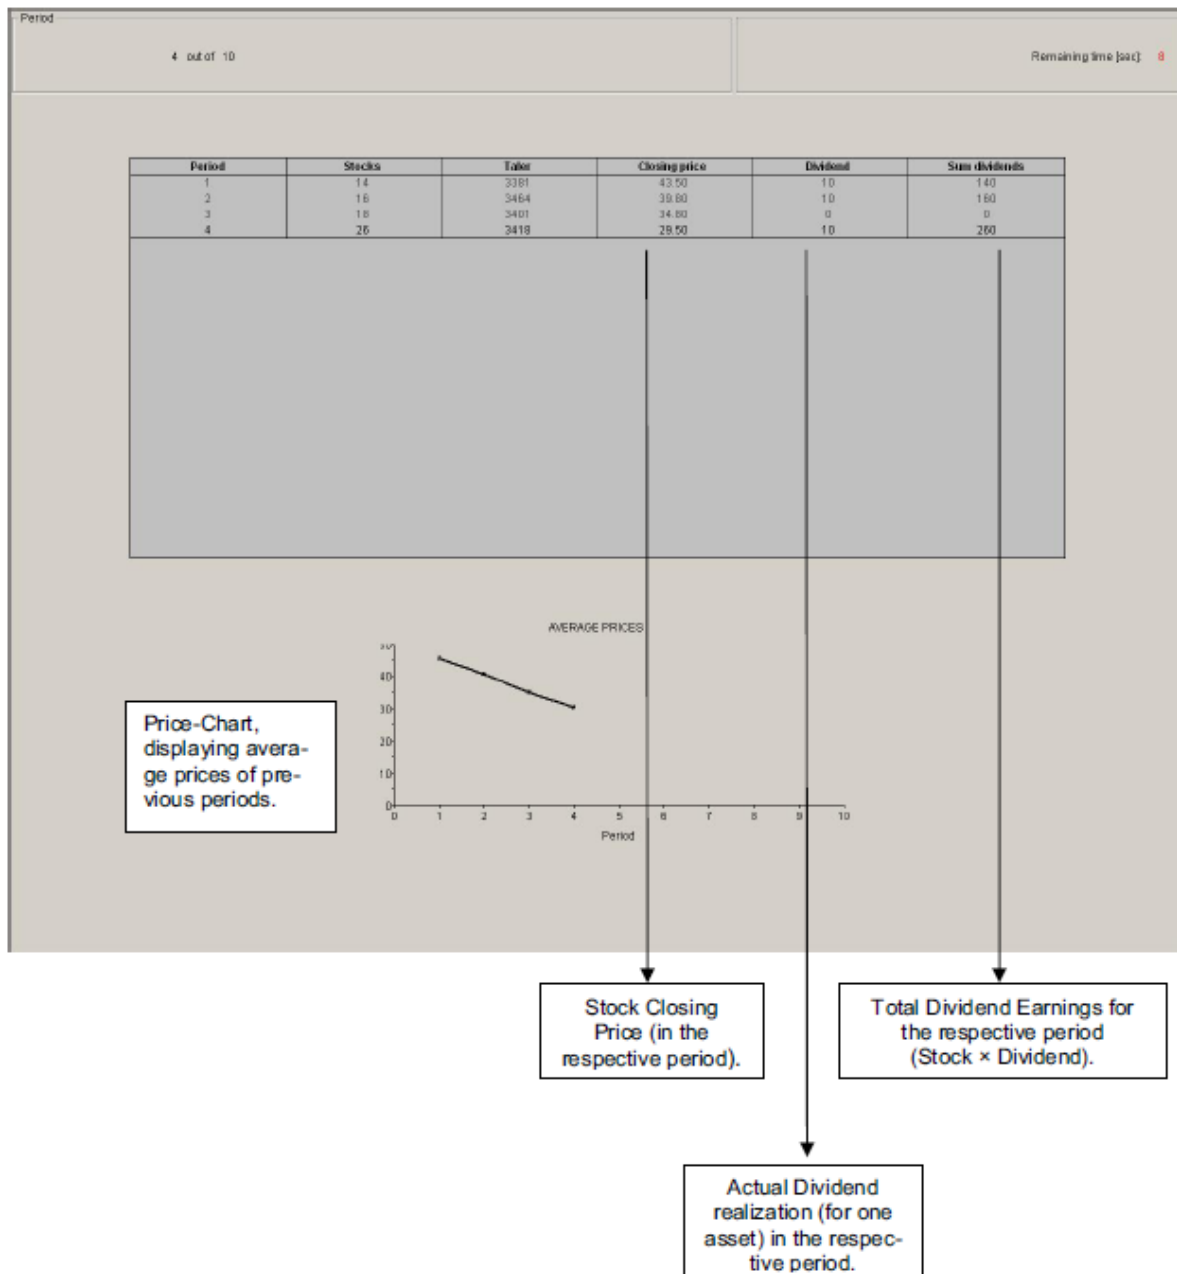 Period
4 out of 10
Remaining time [sec]: 8
Period Stocks Taler Closing price Dividend Sum dividends
1 14 3381 43.50 10 140
2 16 3464 39.80 10 160
3 18 3401 34.80 0 0
4 26 3418 29.50 10 260
AVERAGE PRICES
50
40
30
20
10
0
0 1 2 3 4 5 6 7 8 9 10
Period
Price-Chart,
displaying avera-
ge prices of pre-
vious periods.
Stock Closing
Price (in the
respective period).
Total Dividend Earnings for
the respective period
(Stock × Dividend).
Actual Dividend
realization (for one
asset) in the respec-
tive period.